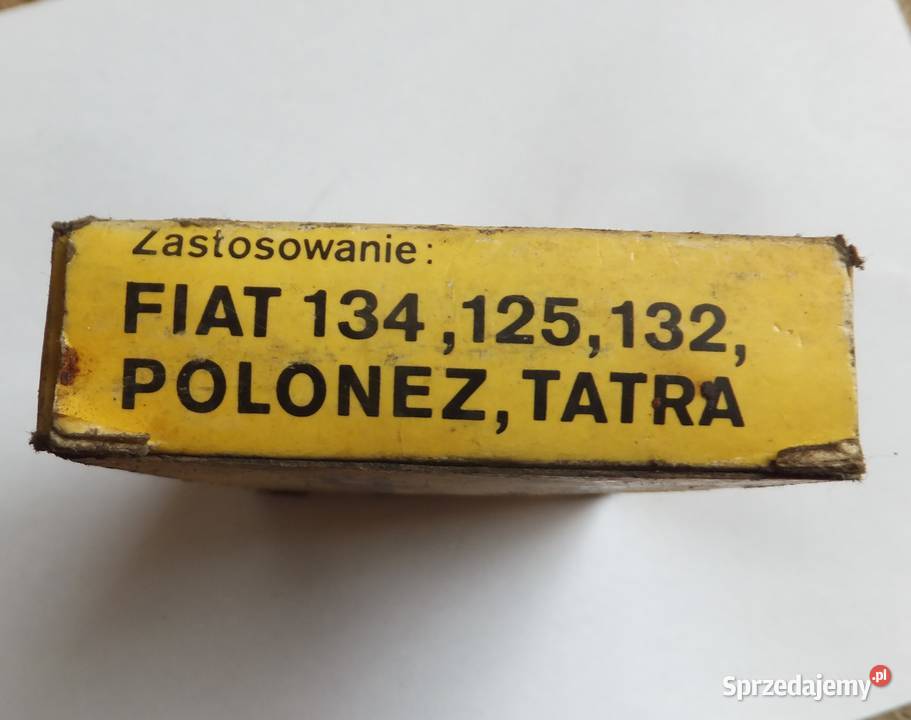 Zastosowanie:
FIAT 134,125,132,
POLONEZ,TATRA
Sprzedajemy.pl